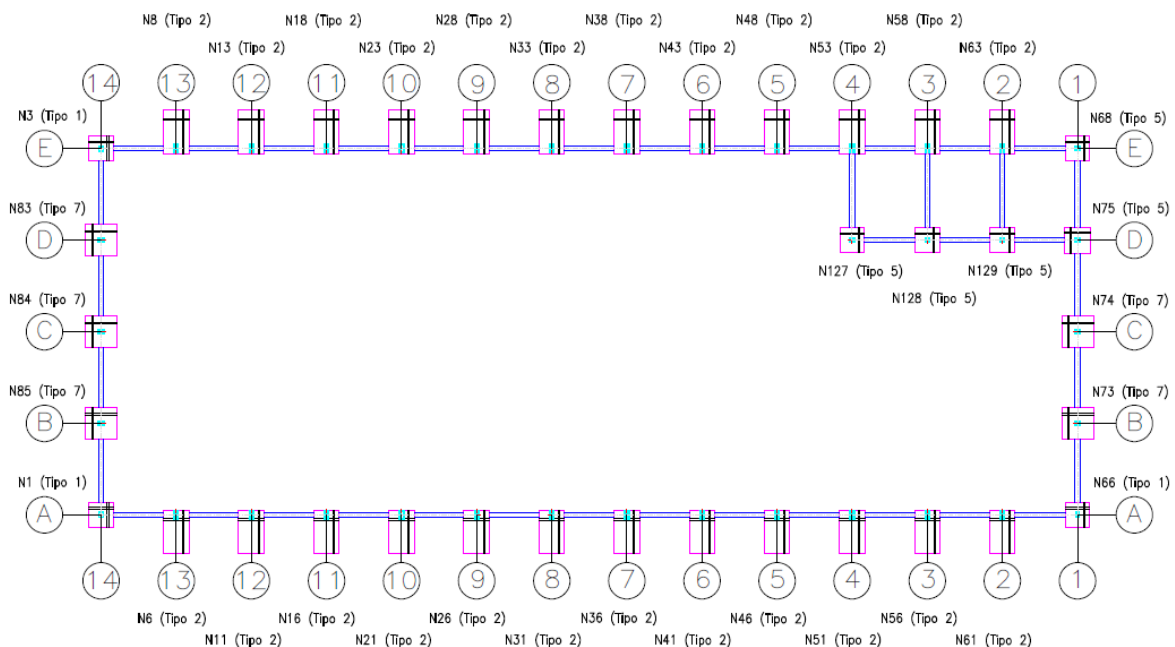 N8 (Tipo 2) N18 (Tipo 2) N28 (Tipo 2) N38 (Tipo 2) N48 (Tipo 2) N58 (Tipo 2)
N13 (Tipo 2) N23 (Tipo 2) N33 (Tipo 2) N43 (Tipo 2) N53 (Tipo 2) N63 (Tipo 2)
14 13 12 11 10 9 8 7 6 5 4 3 2 1
N3 (Tipo 1) N68 (Tipo 5)
E E
N83 (Tipo 7) N75 (Tipo 5)
D D
N127 (Tipo 5) N129 (Tipo 5)
N128 (Tipo 5)
N84 (Tipo 7) N74 (Tipo 7)
C C
N85 (Tipo 7) N73 (Tipo 7)
B B
N1 (Tipo 1) N66 (Tipo 1)
A A
14 13 12 11 10 9 8 7 6 5 4 3 2 1
N6 (Tipo 2) N16 (Tipo 2) N26 (Tipo 2) N36 (Tipo 2) N46 (Tipo 2) N56 (Tipo 2)
N11 (Tipo 2) N21 (Tipo 2) N31 (Tipo 2) N41 (Tipo 2) N51 (Tipo 2) N61 (Tipo 2)